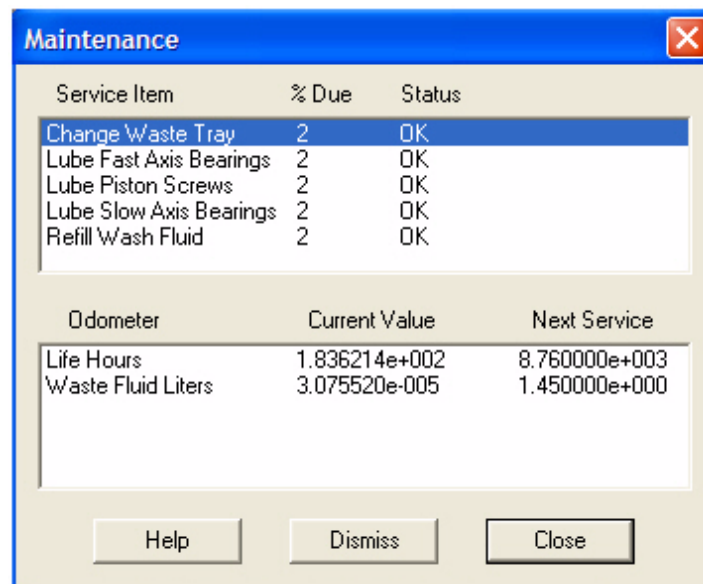 Maintenance
Service Item % Due Status
Change Waste Tray 2 OK
Lube Fast Axis Bearings 2 OK
Lube Piston Screws 2 OK
Lube Slow Axis Bearings 2 OK
Refill Wash Fluid 2 OK
Odometer Current Value Next Service
Life Hours 1.836214e+002 8.760000e+003
Waste Fluid Liters 3.075520e-005 1.450000e+000
Help Dismiss Close